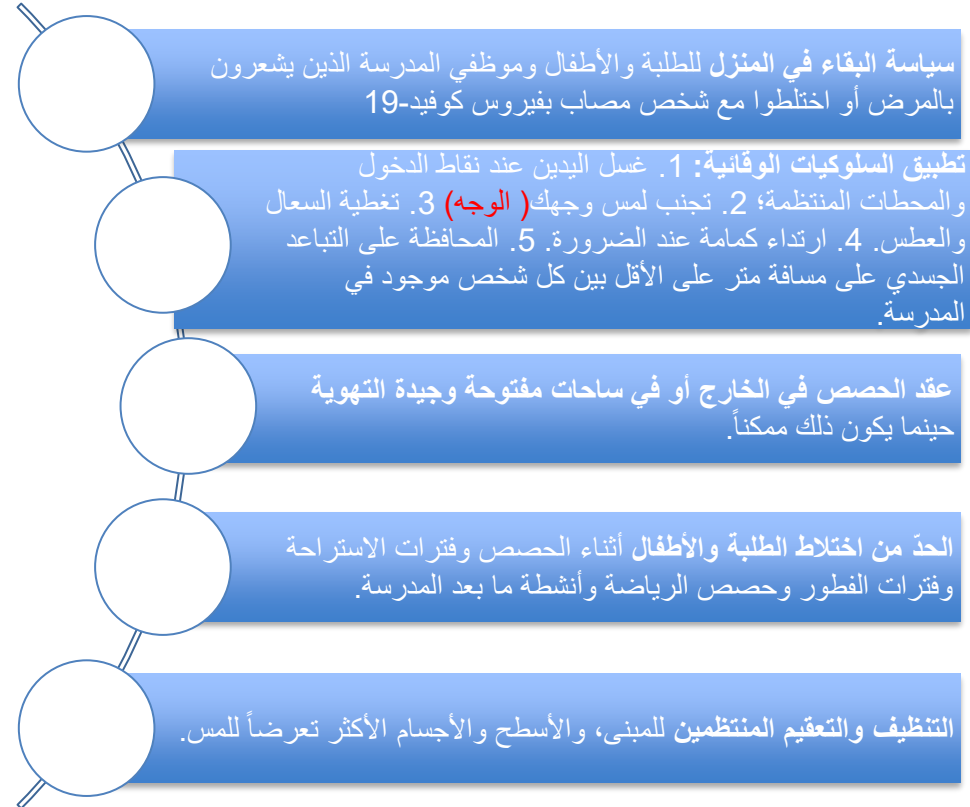 سياسة البقاء في المنزل للطلبة والأطفال وموظفي المدرسة الذين يشعرون
بالمرض أو اختلطوا مع شخص مصاب بفيروس كوفيد-19
تطبيق السلوكيات الوقائية: 1. غسل اليدين عند نقاط الدخول
والمحطات المنتظمة؛ 2. تجنب لمس وجهك( الوجه) 3. تغطية السعال
والعطس. 4. ارتداء كمامة عند الضرورة. 5. المحافظة على التباعد
الجسدي على مسافة متر على الأقل بين كل شخص موجود في
المدرسة.
عقد الحصص في الخارج أو في ساحات مفتوحة وجيدة التهوية
حينما يكون ذلك ممكناً.
الحدّ من اختلاط الطلبة والأطفال أثناء الحصص وفترات الاستراحة
وفترات الفطور وحصص الرياضة وأنشطة ما بعد المدرسة.
التنظيف والتعقيم المنتظمين للمبنى، والأسطح والأجسام الأكثر تعرضاً للمس.